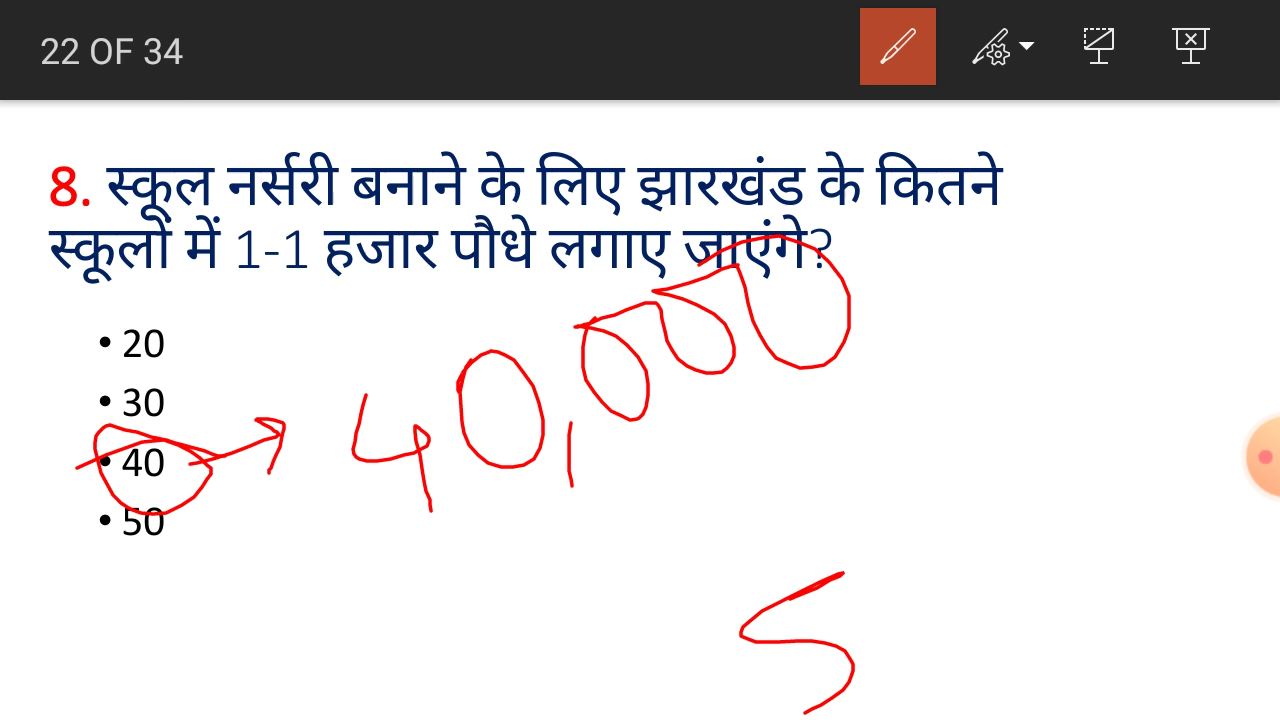 22 OF 34
8. स्कूल नर्सरी बनाने के लिए झारखंड के कितने
स्कूलों में 1-1 हजार पौधे लगाए जाएंगे?
• 20
• 30
• 40
• 50
40,000
5